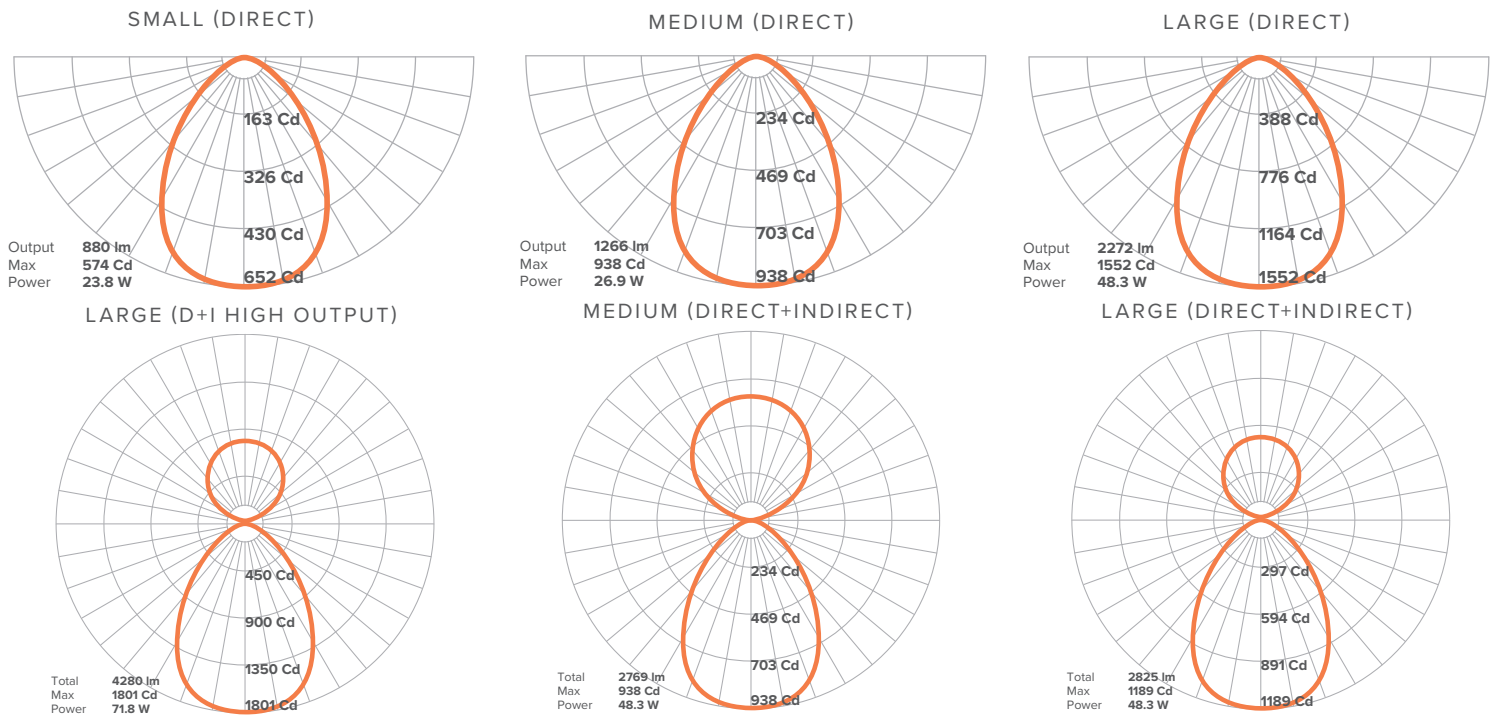 SMALL (DIRECT)
163 Cd
326 Cd
430 Cd
652 Cd
Output 880 lm
Max 574 Cd
Power 23.8 W
MEDIUM (DIRECT)
234 Cd
469 Cd
703 Cd
938 Cd
Output 1266 lm
Max 938 Cd
Power 26.9 W
LARGE (DIRECT)
388 Cd
776 Cd
1164 Cd
1552 Cd
Output 2272 lm
Max 1552 Cd
Power 48.3 W
LARGE (D+I HIGH OUTPUT)
450 Cd
900 Cd
1350 Cd
1801 Cd
Total 4280 lm
Max 1801 Cd
Power 71.8 W
MEDIUM (DIRECT+INDIRECT)
234 Cd
469 Cd
703 Cd
938 Cd
Total 2769 lm
Max 938 Cd
Power 48.3 W
LARGE (DIRECT+INDIRECT)
297 Cd
594 Cd
891 Cd
1189 Cd
Total 2825 lm
Max 1189 Cd
Power 48.3 W